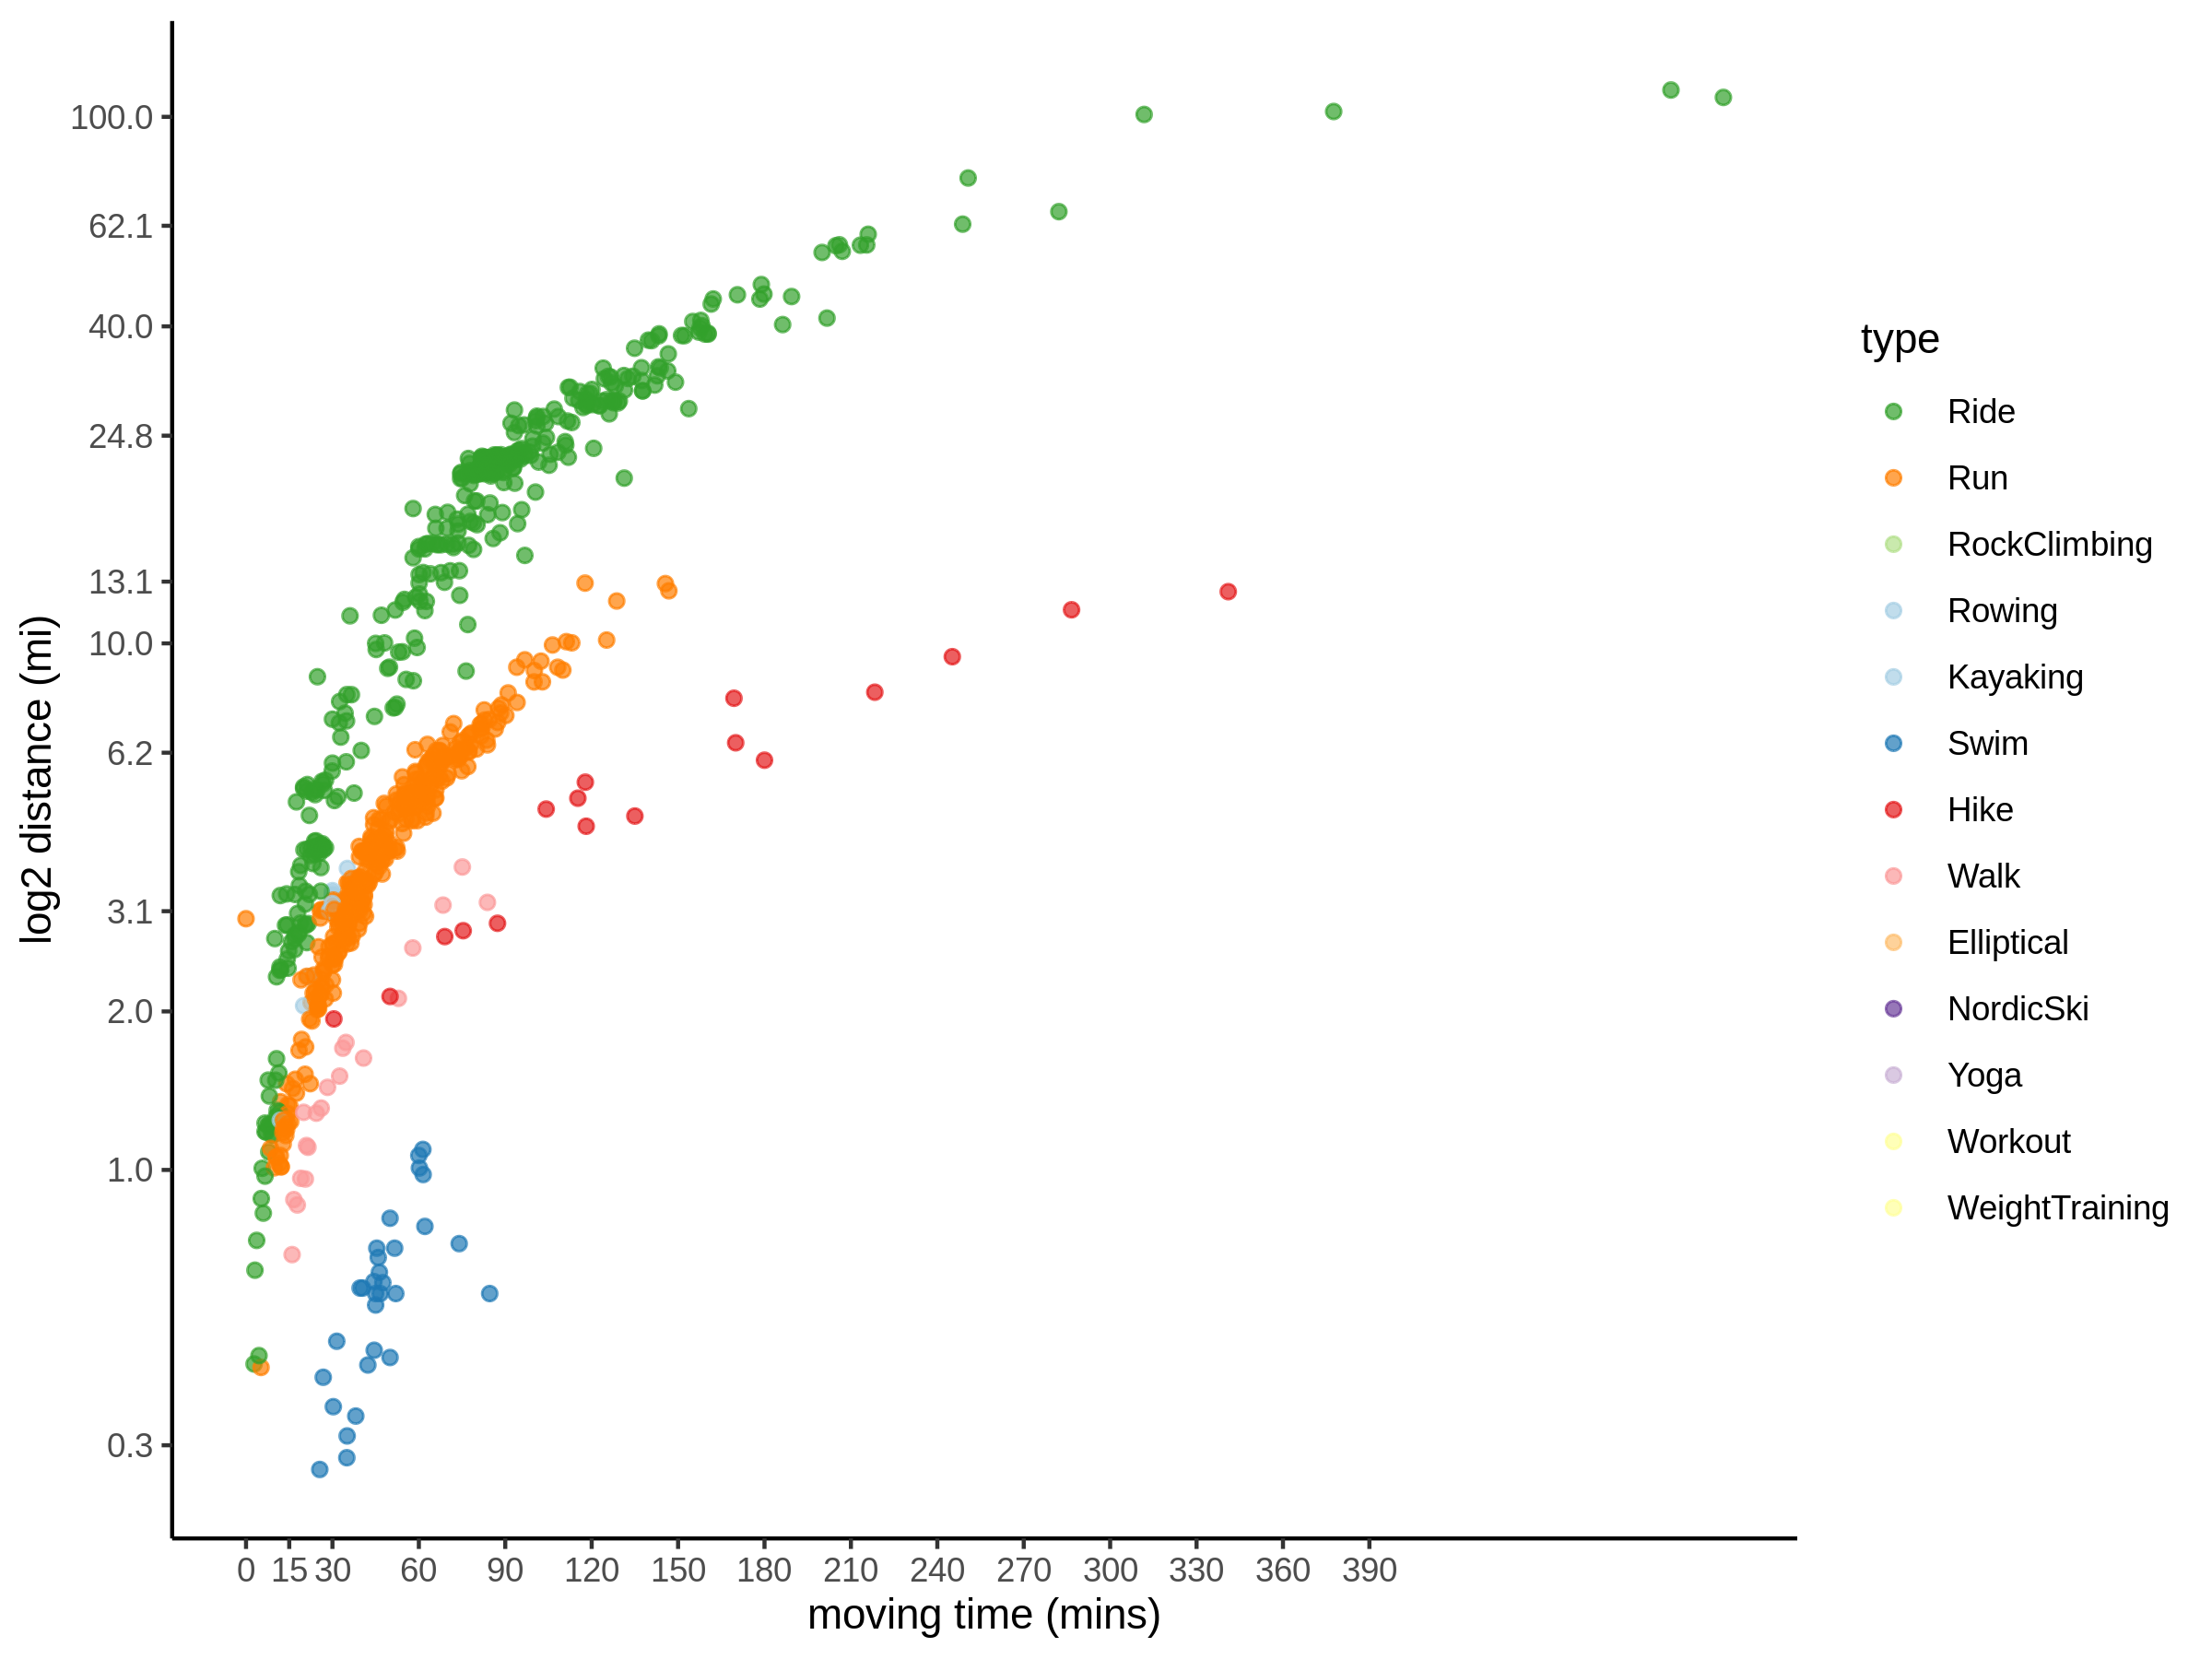 log2 distance (mi)
100.0
62.1
40.0
24.8
13.1
10.0
6.2
3.1
2.0
1.0
0.3
0 15 30 60 90 120 150 180 210 240 270 300 330 360 390
moving time (mins)
type
Ride
Run
RockClimbing
Rowing
Kayaking
Swim
Hike
Walk
Elliptical
NordicSki
Yoga
Workout
WeightTraining